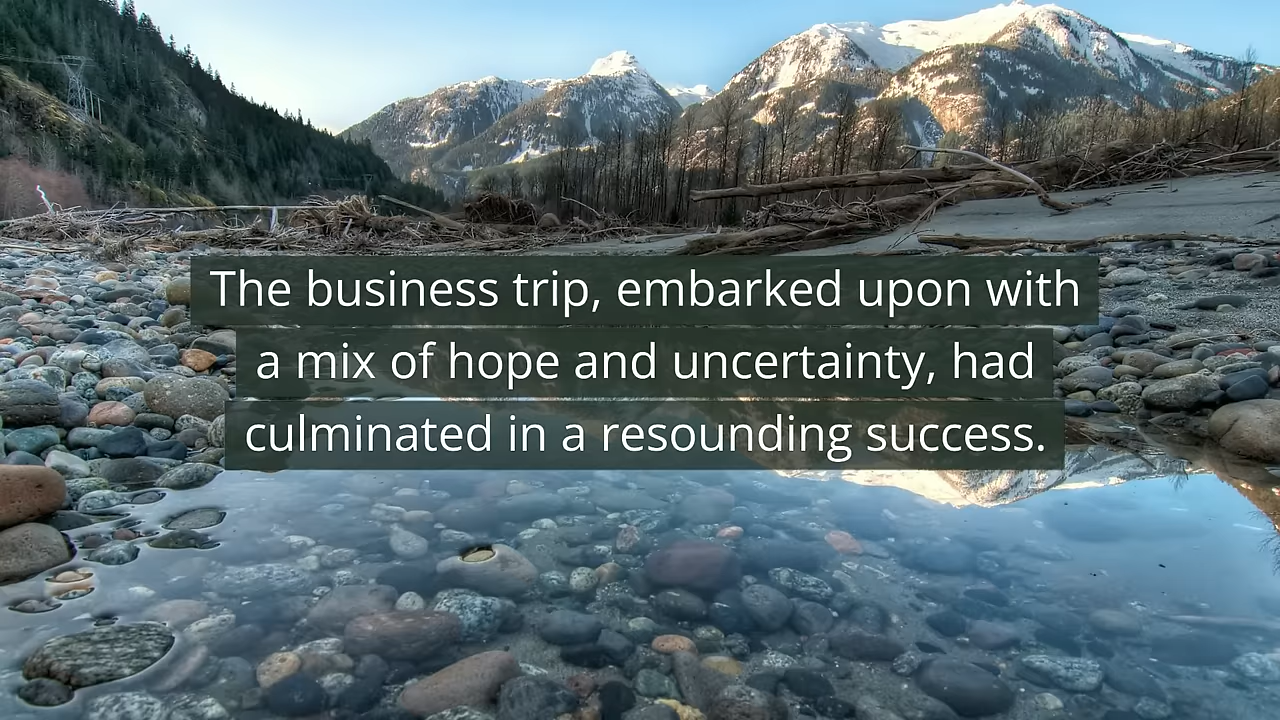 The business trip, embarked upon with
a mix of hope and uncertainty, had
culminated in a resounding success.